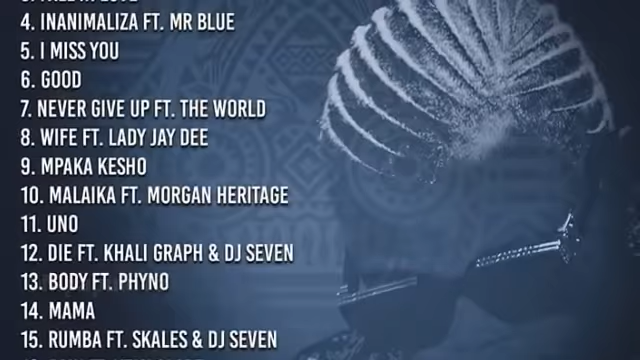 4. INANIMALIZA FT. MR BLUE
5. I MISS YOU
6. GOOD
7. NEVER GIVE UP FT. THE WORLD
8. WIFE FT. LADY JAY DEE
9. MPAKA KESHO
10. MALAIKA FT. MORGAN HERITAGE
11. UNO
12. DIE FT. KHALI GRAPH & DJ SEVEN
13. BODY FT. PHYNO
14. MAMA
15. RUMBA FT. SKALES & DJ SEVEN